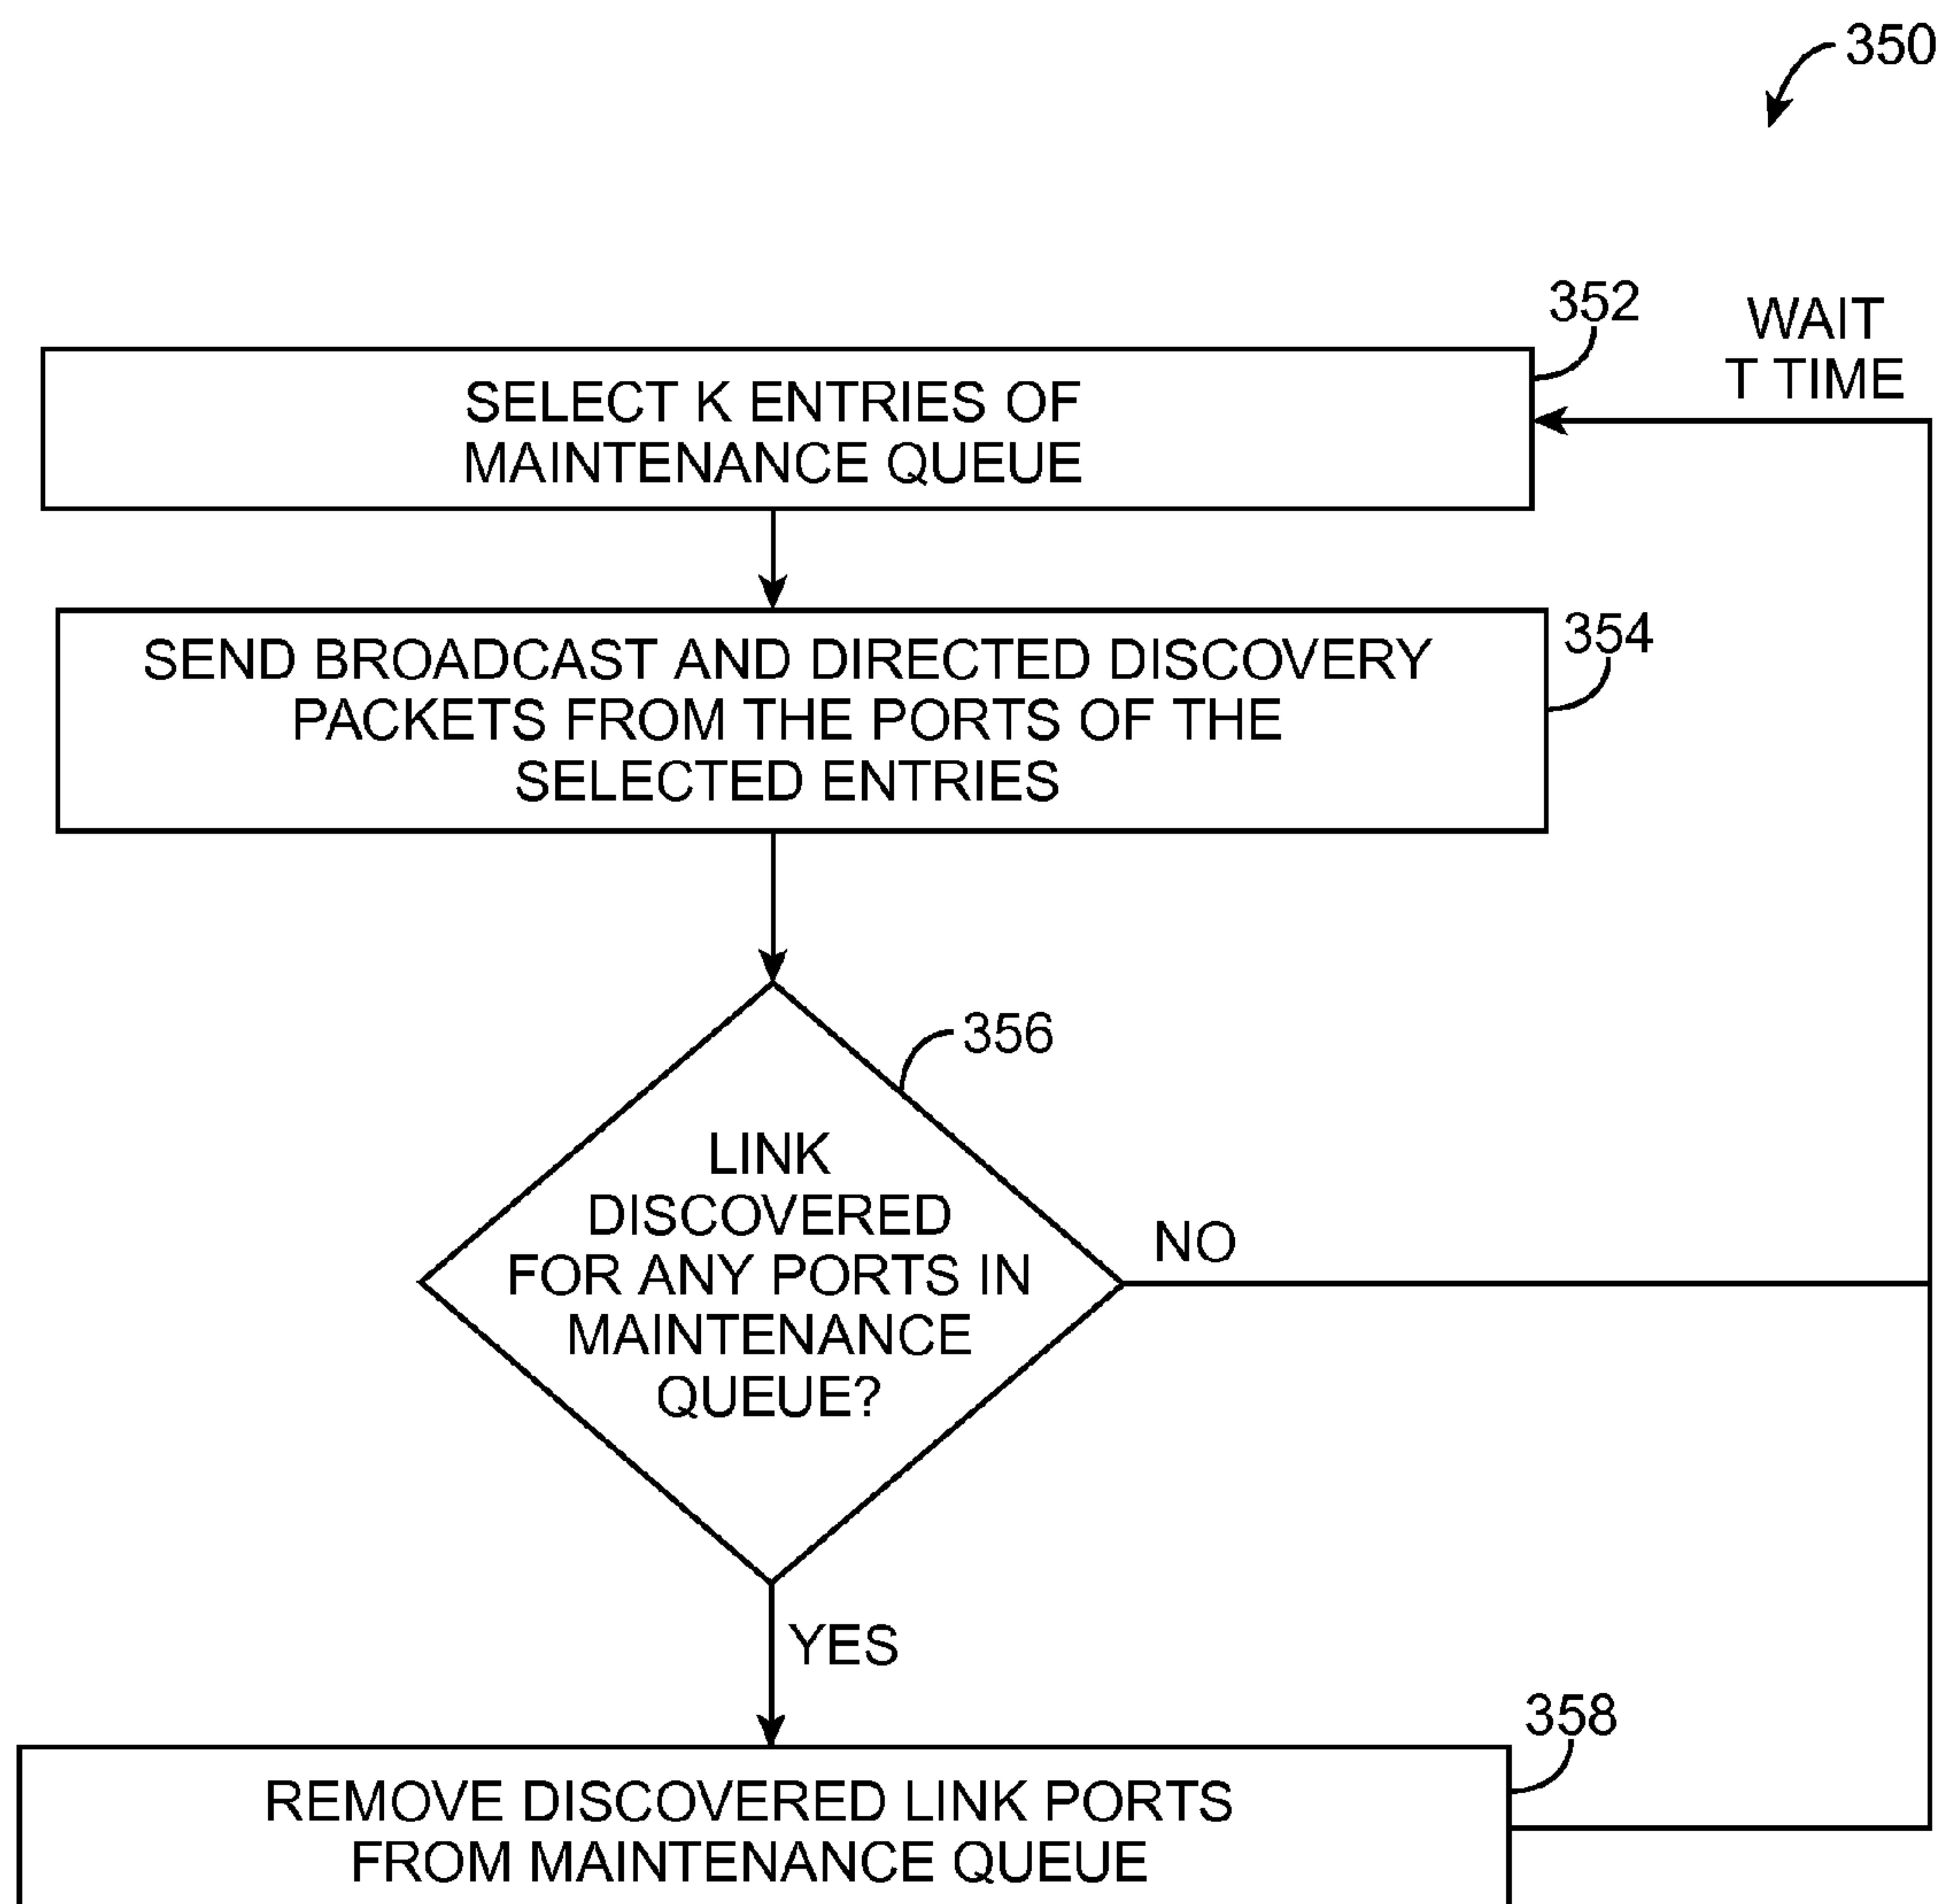 350
352
WAIT
T TIME
SELECT K ENTRIES OF
MAINTENANCE QUEUE
354
SEND BROADCAST AND DIRECTED DISCOVERY
PACKETS FROM THE PORTS OF THE
SELECTED ENTRIES
356
LINK
DISCOVERED
FOR ANY PORTS IN
MAINTENANCE
QUEUE?
NO
YES
358
REMOVE DISCOVERED LINK PORTS
FROM MAINTENANCE QUEUE